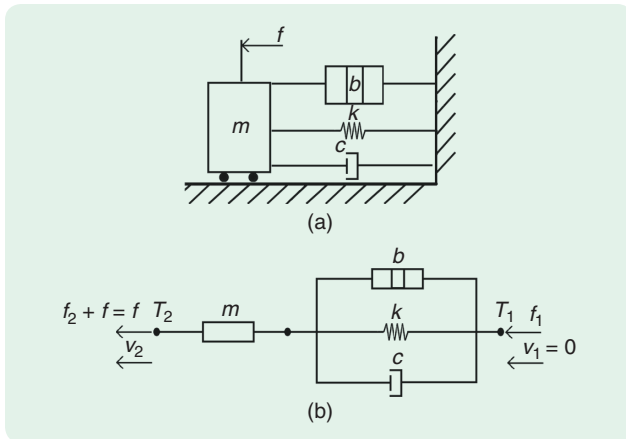 f
b
k
m
c
(a)
b
f₂ + f = f T₂ m k T₁ f₁
v₂ c v₁ = 0
(b)